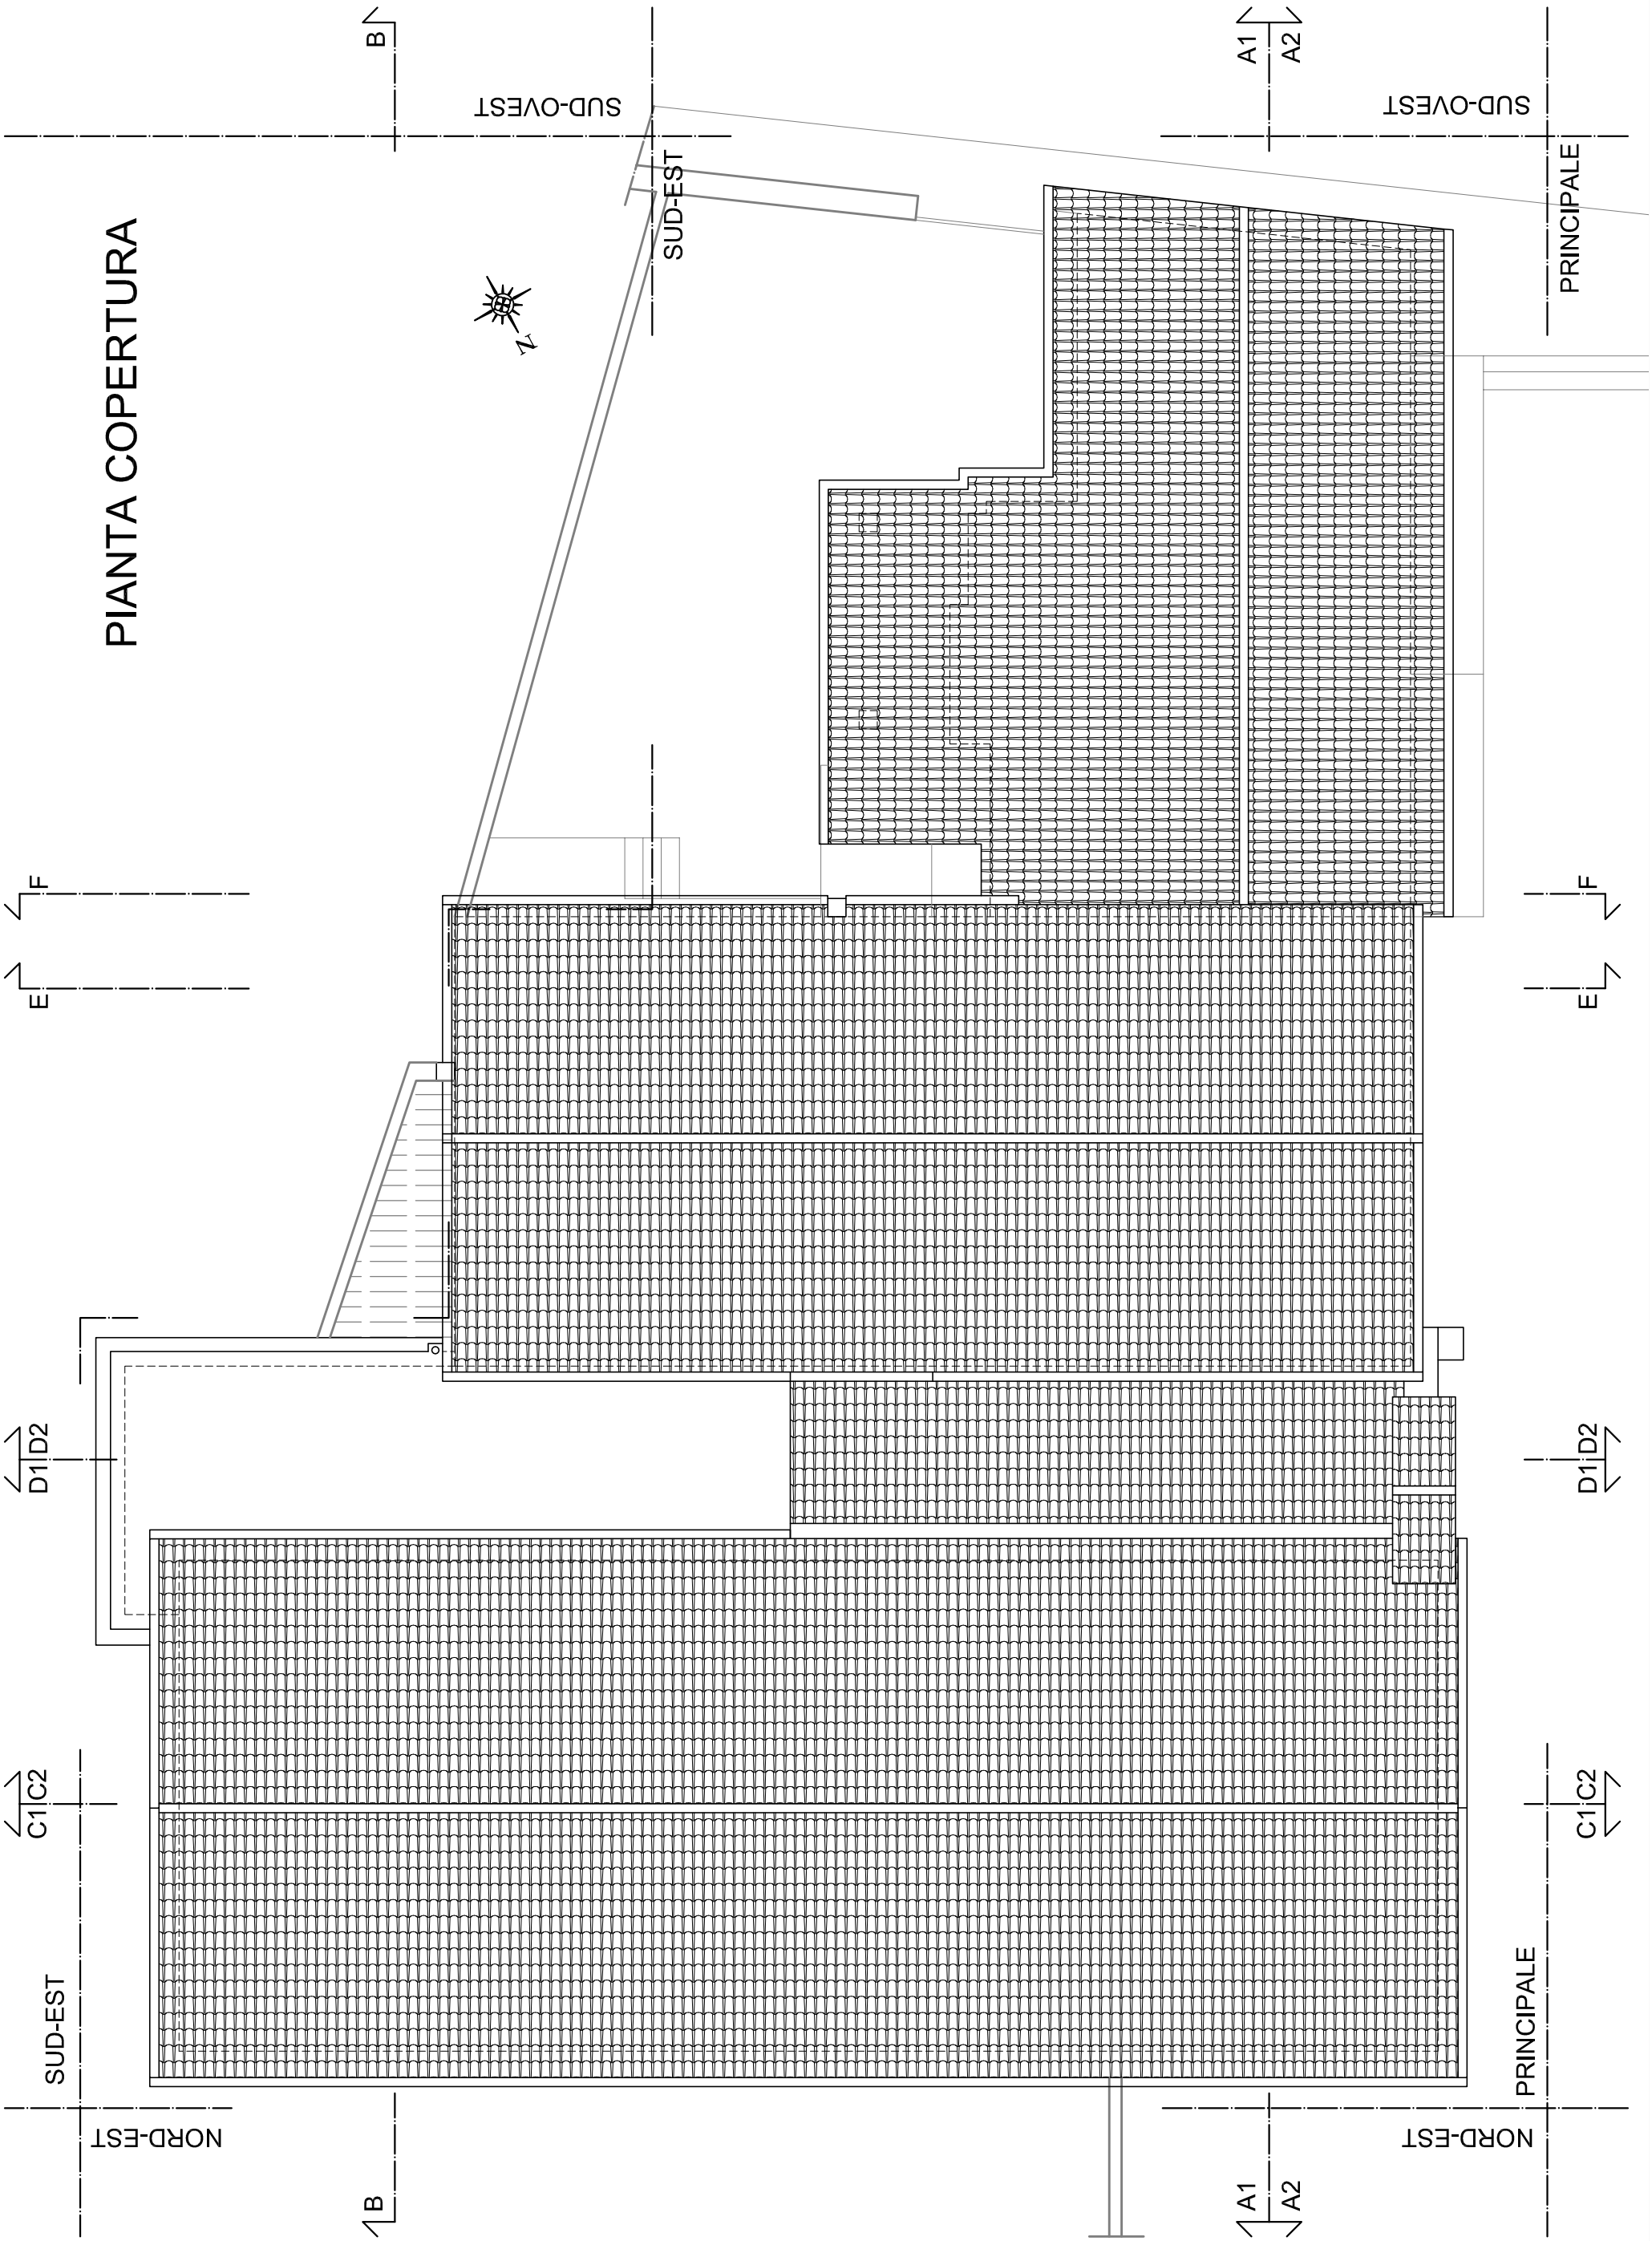 PIANTA COPERTURA
B
SUD-OVEST
A1
A2
SUD-OVEST
SUD-EST
PRINCIPALE
N
F
F
E
E
D1 D2
D1 D2
C1 C2
C1 C2
SUD-EST
PRINCIPALE
NORD-EST
NORD-EST
B
A1
A2